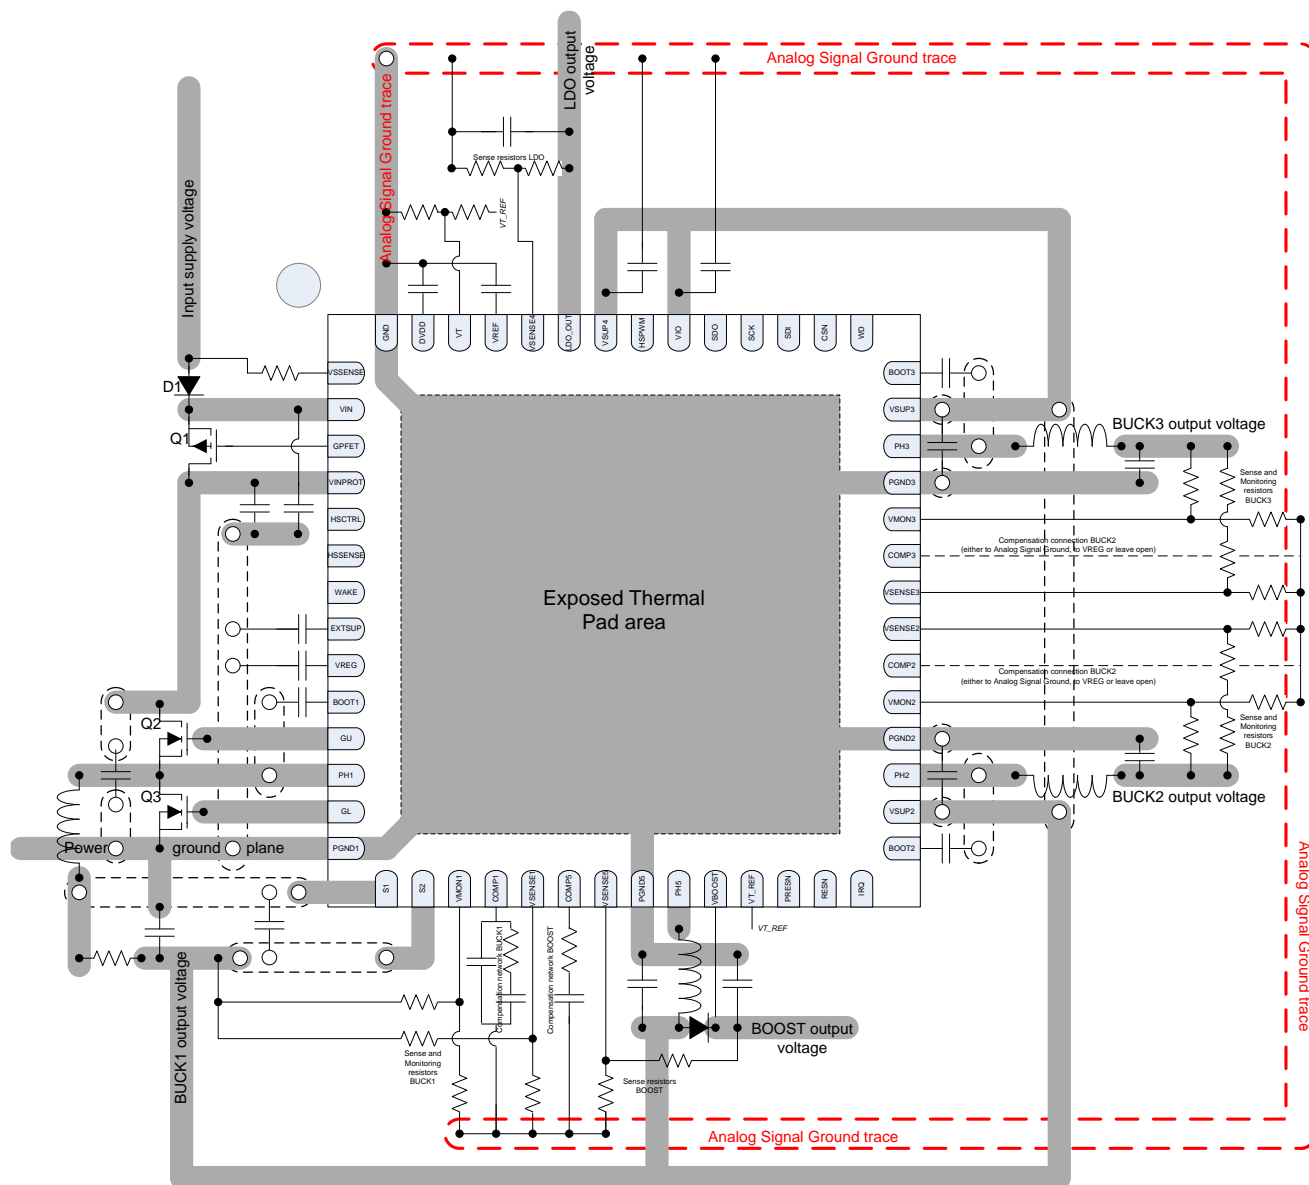 Analog Signal Ground trace
LDO output
voltage
Analog Signal Ground trace
Input supply voltage
Sense resistors LDO
VT_REF
GND
DVDD
VT
VREF
VSENSE4
LDO_OUT
VSUP4
HSPWM
VIO
SDO
SCK
SDI
CSN
WD
D1
Q1
VSSENSE
VIN
GPFET
VINPROT
HSCTRL
HSSENSE
WAKE
EXTSUP
VREG
BOOT1
GU
PH1
GL
PGND1
Q2
Q3
Power ground plane
Exposed Thermal
Pad area
BOOT3
VSUP3
PH3
PGND3
VMON3
COMP3
VSENSE3
VSENSE2
COMP2
VMON2
PGND2
PH2
VSUP2
BOOT2
BUCK3 output voltage
Sense and
Monitoring
resistors
BUCK3
Compensation connection BUCK2
(either to Analog Signal Ground, to VREG or leave open)
Compensation connection BUCK2
(either to Analog Signal Ground, to VREG or leave open)
Sense and
Monitoring
resistors
BUCK2
BUCK2 output voltage
Analog Signal Ground trace
S1
S2
VMON1
COMP1
VSENSE1
COMP5
VSENSE5
PGND5
PH5
VBOOST
VT_REF
PRESN
RESN
IRQ
VT_REF
Compensation network BUCK1
Compensation network BOOST
BUCK1 output voltage
Sense and
Monitoring
resistors
BUCK1
BOOST output
voltage
Sense resistors
BOOST
Analog Signal Ground trace